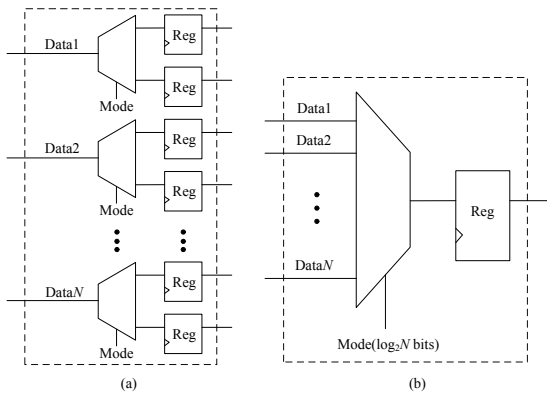 Data1
Reg
Reg
Mode
Data2
Reg
Reg
Mode
DataN
Reg
Reg
Mode
(a)
Data1
Data2
DataN
Reg
Mode(log₂N bits)
(b)